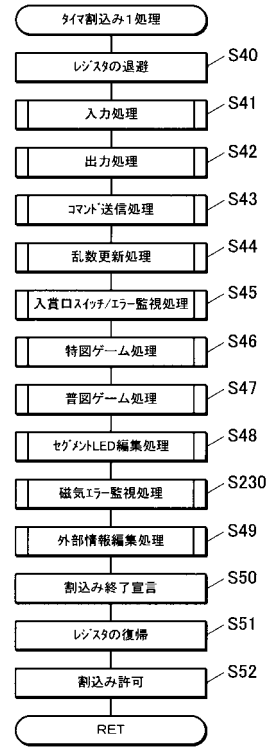 タイマ割込み1処理
レジスタの退避
S40
入力処理
S41
出力処理
S42
コマンド送信処理
S43
乱数更新処理
S44
入賞口スイッチ/エラー監視処理
S45
特図ゲーム処理
S46
普図ゲーム処理
S47
セグメントLED編集処理
S48
磁気エラー監視処理
S230
外部情報編集処理
S49
割込み終了宣言
S50
レジスタの復帰
S51
割込み許可
S52
RET